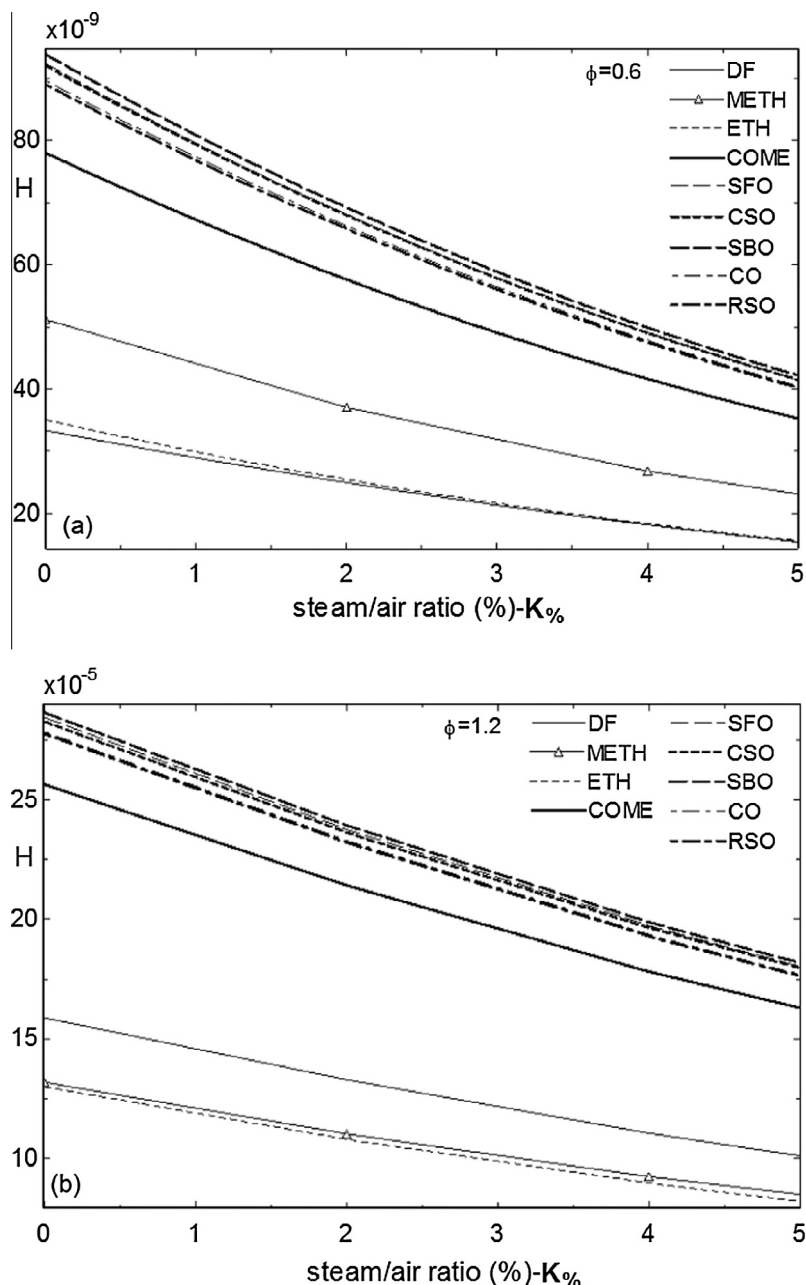 x10-9
ϕ=0.6
DF
METH
ETH
COME
SFO
CSO
SBO
CO
RSO
80
H
60
40
20
(a)
0 1 2 3 4 5
steam/air ratio (%)-K%
x10-5
ϕ=1.2
DF SFO
METH CSO
ETH SBO
COME CO
RSO
25
H
20
15
10
(b)
0 1 2 3 4 5
steam/air ratio (%)-K%